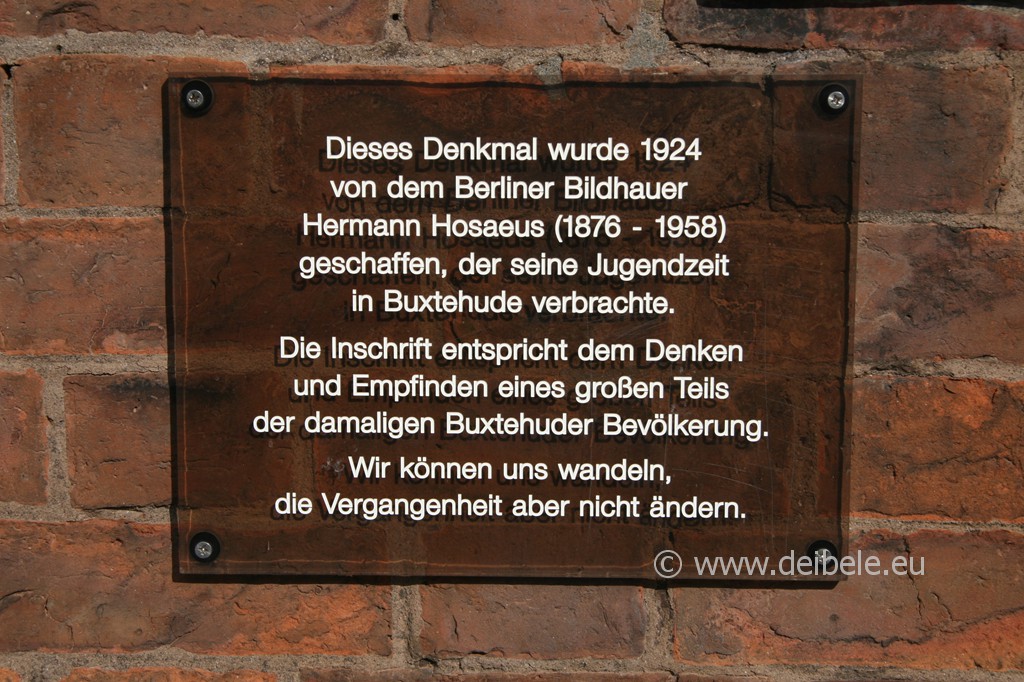 Dieses Denkmal wurde 1924
von dem Berliner Bildhauer
Hermann Hosaeus (1876 - 1958)
geschaffen, der seine Jugendzeit
in Buxtehude verbrachte.
Die Inschrift entspricht dem Denken
und Empfinden eines großen Teils
der damaligen Buxtehuder Bevölkerung.
Wir können uns wandeln,
die Vergangenheit aber nicht ändern.
© www.deibele.eu